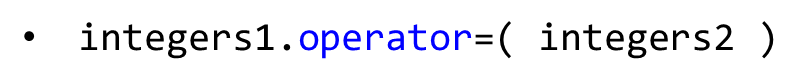 • integers1.operator=( integers2 )